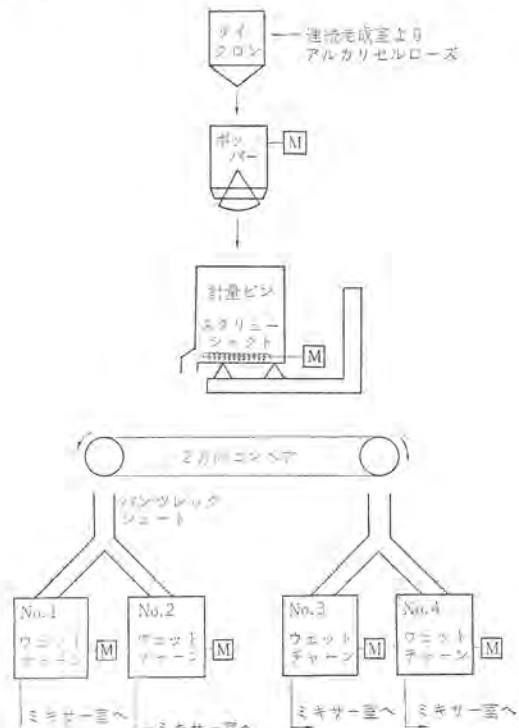 サイ
クロン
連続老成室より
アルカリセルローズ
ホッ
パー
M
計量ビン
スクリュー
シャフト
M
2方向コンベア
パンツレッグ
シュート
No.1
ウエット
チャーン
M
No.2
ウエット
チャーン
M
No.3
ウエット
チャーン
M
No.4
ウエット
チャーン
M
ミキサー室へ
ミキサー室へ
ミキサー室へ
ミキサー室へ